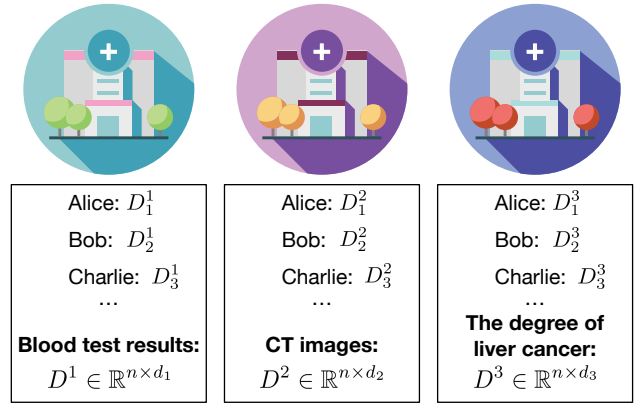 Alice: D_1^1
Bob: D_2^1
Charlie: D_3^1
...
Blood test results:
D^1 ∈ ℝ^{n×d_1}
Alice: D_1^2
Bob: D_2^2
Charlie: D_3^2
...
CT images:
D^2 ∈ ℝ^{n×d_2}
Alice: D_1^3
Bob: D_2^3
Charlie: D_3^3
...
The degree of
liver cancer:
D^3 ∈ ℝ^{n×d_3}